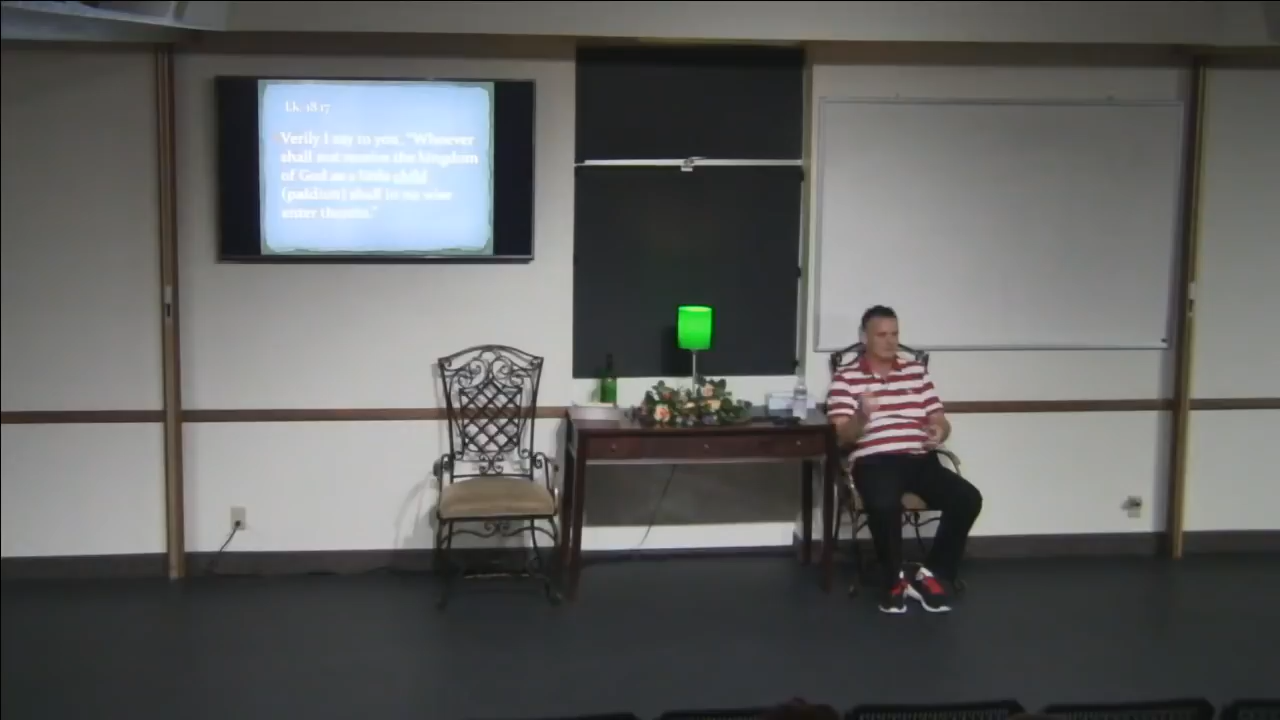 Lk. 18 17
Verily I say to you, "Whoever
shall not receive the kingdom
of God as a little child
(paidion) shall in no wise
enter therein."